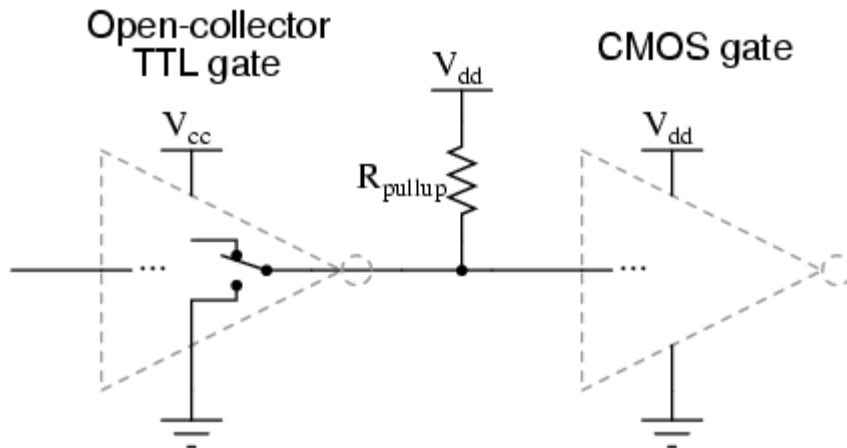 Open-collector
TTL gate
CMOS gate
Vdd
Vcc
Vdd
Rpullup
...
...